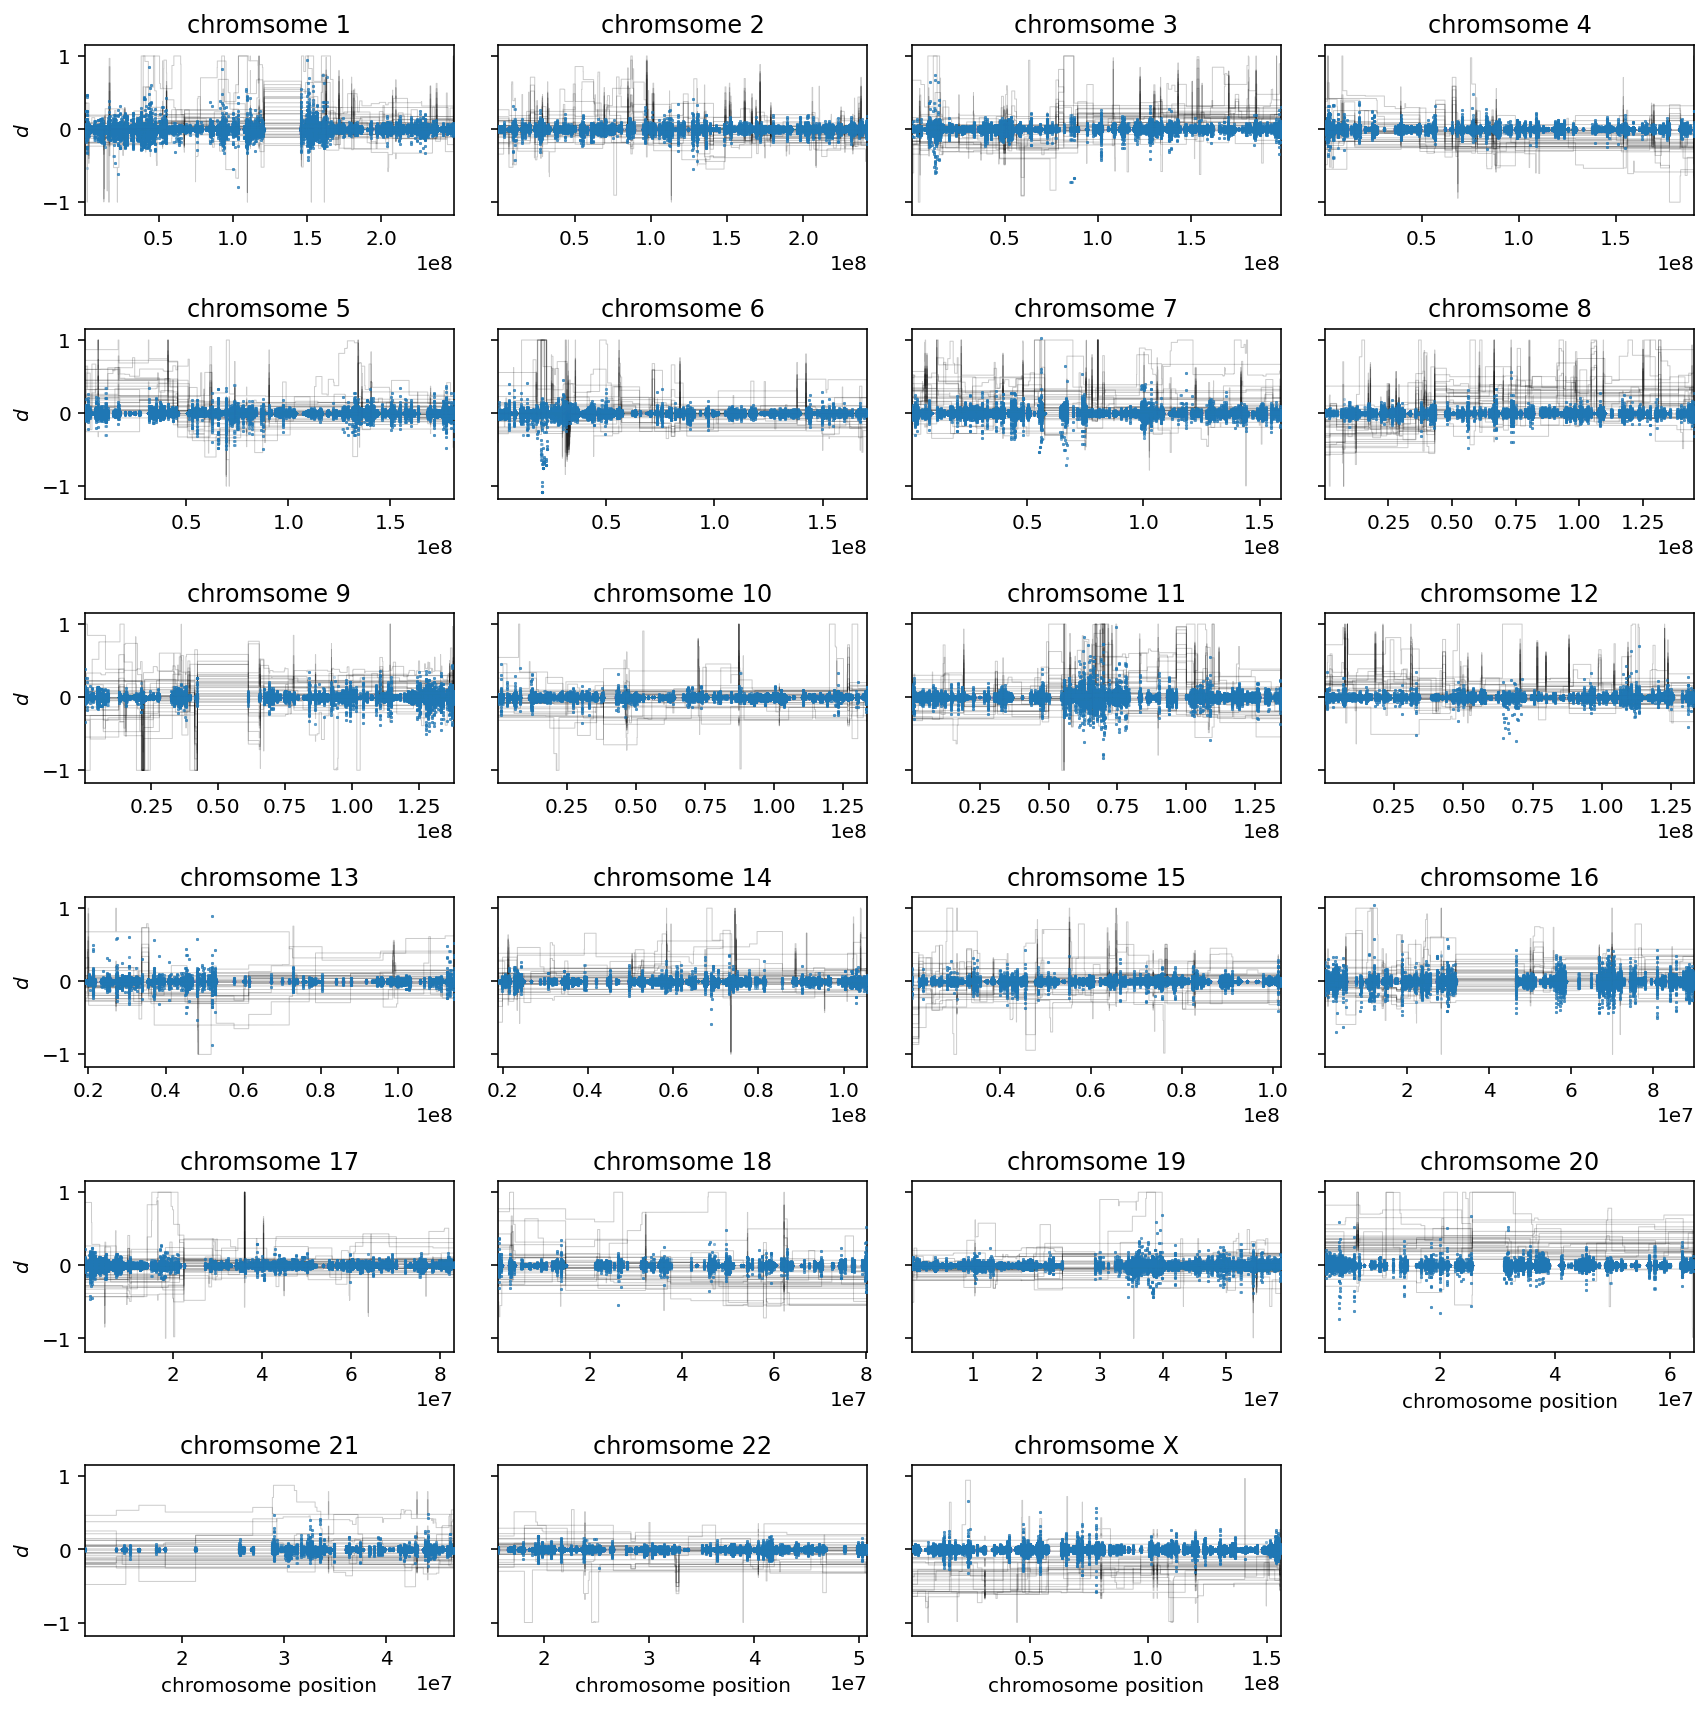 chromsome 1
chromsome 2
chromsome 3
chromsome 4
1
0
−1
d
0.5 1.0 1.5 2.0
1e8
0.5 1.0 1.5 2.0
1e8
0.5 1.0 1.5
1e8
0.5 1.0 1.5
1e8
chromsome 5
chromsome 6
chromsome 7
chromsome 8
1
0
−1
d
0.5 1.0 1.5
1e8
0.5 1.0 1.5
1e8
0.5 1.0 1.5
1e8
0.25 0.50 0.75 1.00 1.25
1e8
chromsome 9
chromsome 10
chromsome 11
chromsome 12
1
0
−1
d
0.25 0.50 0.75 1.00 1.25
1e8
0.25 0.50 0.75 1.00 1.25
1e8
0.25 0.50 0.75 1.00 1.25
1e8
0.25 0.50 0.75 1.00 1.25
1e8
chromsome 13
chromsome 14
chromsome 15
chromsome 16
1
0
−1
d
0.2 0.4 0.6 0.8 1.0
1e8
0.2 0.4 0.6 0.8 1.0
1e8
0.4 0.6 0.8 1.0
1e8
2 4 6 8
1e7
chromsome 17
chromsome 18
chromsome 19
chromsome 20
1
0
−1
d
2 4 6 8
1e7
2 4 6 8
1e7
1 2 3 4 5
1e7
2 4 6
chromosome position
1e7
chromsome 21
chromsome 22
chromsome X
1
0
−1
d
2 3 4
chromosome position
1e7
2 3 4 5
chromosome position
1e7
0.5 1.0 1.5
chromosome position
1e8